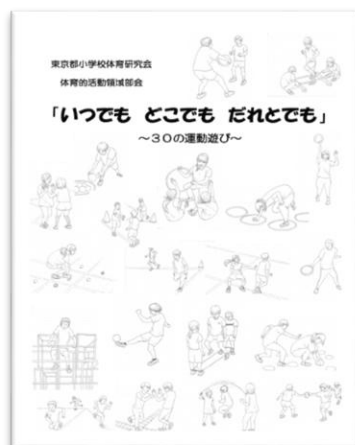 東京都小学校体育研究会
体育的活動領域部会
「いつでも どこでも だれとでも」
~30の運動遊び~